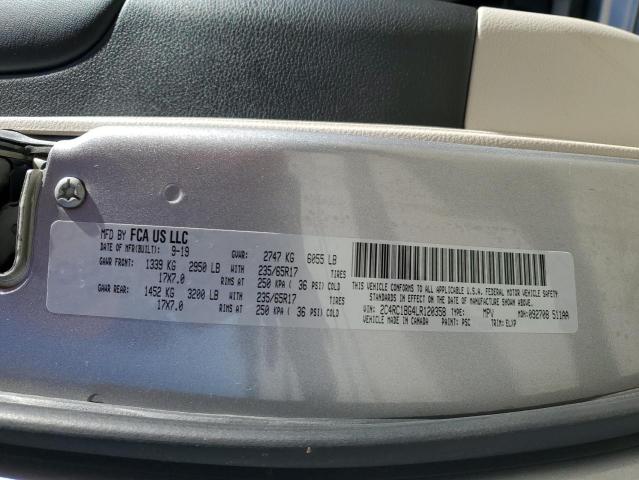 MFD BY FCA US LLC
DATE OF MFR(BUILT): 9-19 GVWR: 2747 KG 6055 LB
GAWR FRONT: 1339 KG 2950 LB WITH 235/65R17 TIRES
17X7.0 RIMS AT 250 KPA ( 36 PSI) COLD
GAWR REAR: 1452 KG 3200 LB WITH 235/65R17 TIRES
17X7.0 RIMS AT 250 KPA ( 36 PSI) COLD
THIS VEHICLE CONFORMS TO ALL APPLICABLE U.S.A. FEDERAL MOTOR VEHICLE SAFETY
STANDARDS IN EFFECT ON THE DATE OF MANUFACTURE SHOWN ABOVE.
VIN: 2C4RC1BG4LR120358 TYPE: MPV MDH: 092708 511AA
VEHICLE MADE IN CANADA PAINT: PSC TRIM: ELXP